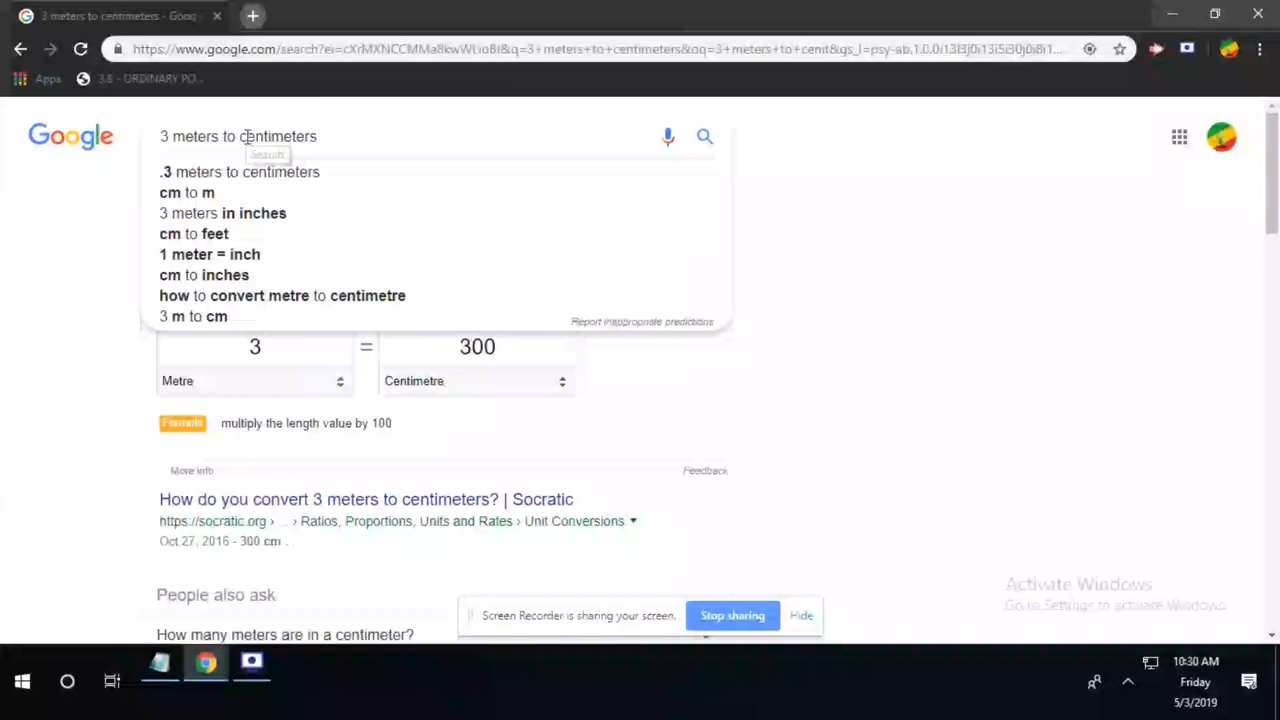 3 meters to centimeters - Goog
https://www.google.com/search?ei=cXrMXNCCMMa8kwWLioBI&q=3+meters+to+centimeters&oq=3+meters+to+cenit&gs_l=psy-ab.1.0.0i13l3j0i13i5i30j0i8i1...
Apps
3.8 - ORDINARY PO...
Google
3 meters to centimeters
Search
.3 meters to centimeters
cm to m
3 meters in inches
cm to feet
1 meter = inch
cm to inches
how to convert metre to centimetre
3 m to cm
Report inappropriate predictions
3 = 300
Metre Centimetre
Formula multiply the length value by 100
More info Feedback
How do you convert 3 meters to centimeters? | Socratic
https://socratic.org › ... › Ratios, Proportions, Units and Rates › Unit Conversions
Oct 27, 2016 - 300 cm ...
People also ask
How many meters are in a centimeter?
Screen Recorder is sharing your screen. Stop sharing Hide
Activate Windows
Go to Settings to activate Windows.
10:30 AM
Friday
5/3/2019